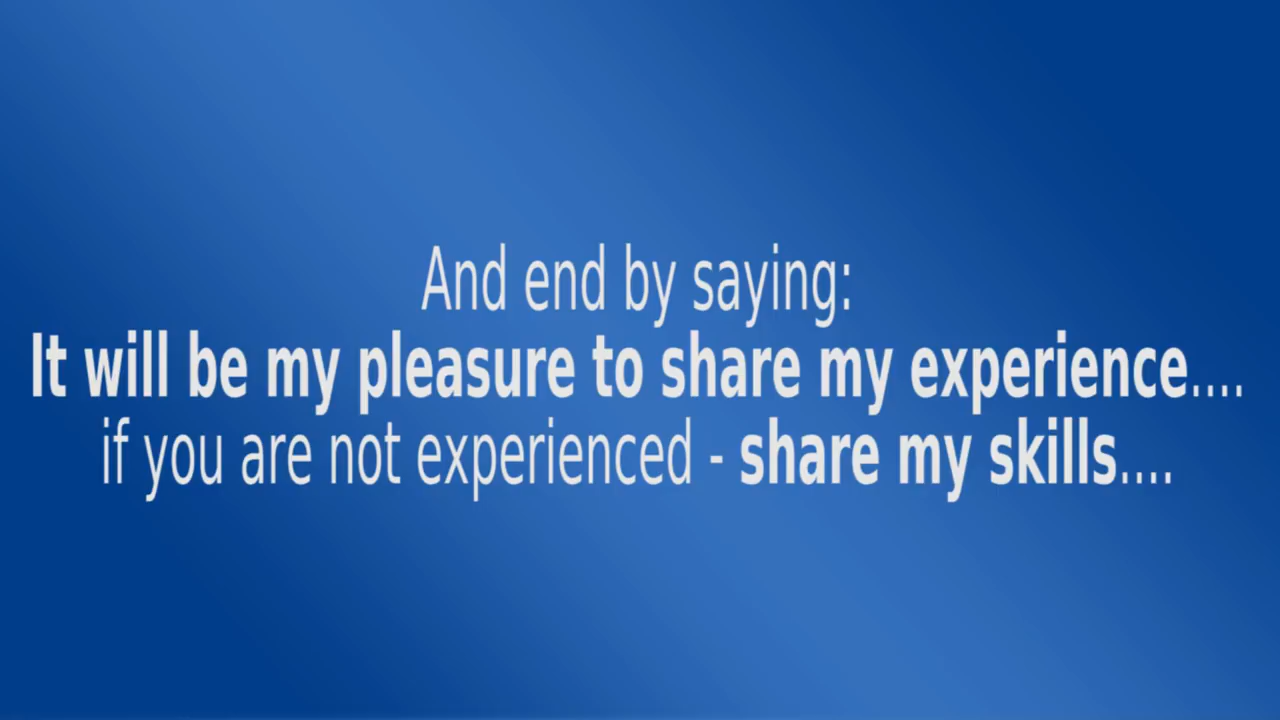 And end by saying:
It will be my pleasure to share my experience....
if you are not experienced - share my skills....